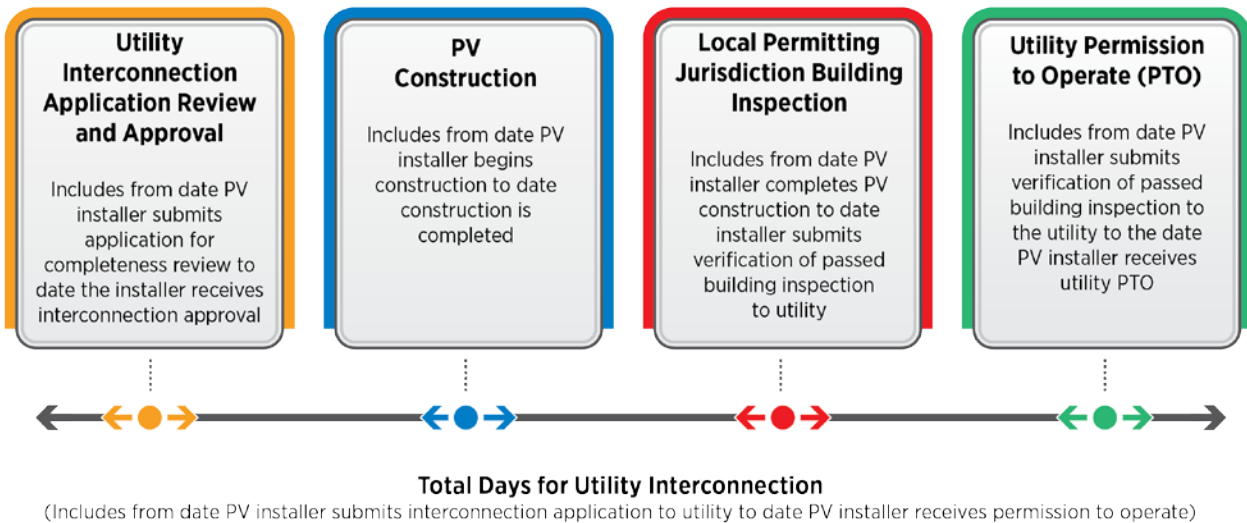 Utility
Interconnection
Application Review
and Approval
Includes from date PV
installer submits
application for
completeness review to
date the installer receives
interconnection approval
PV
Construction
Includes from date PV
installer begins
construction to date
construction is
completed
Local Permitting
Jurisdiction Building
Inspection
Includes from date PV
installer completes PV
construction to date
installer submits
verification of passed
building inspection
to utility
Utility Permission
to Operate (PTO)
Includes from date PV
installer submits
verification of passed
building inspection to
the utility to the date
PV installer receives
utility PTO
Total Days for Utility Interconnection
(Includes from date PV installer submits interconnection application to utility to date PV installer receives permission to operate)